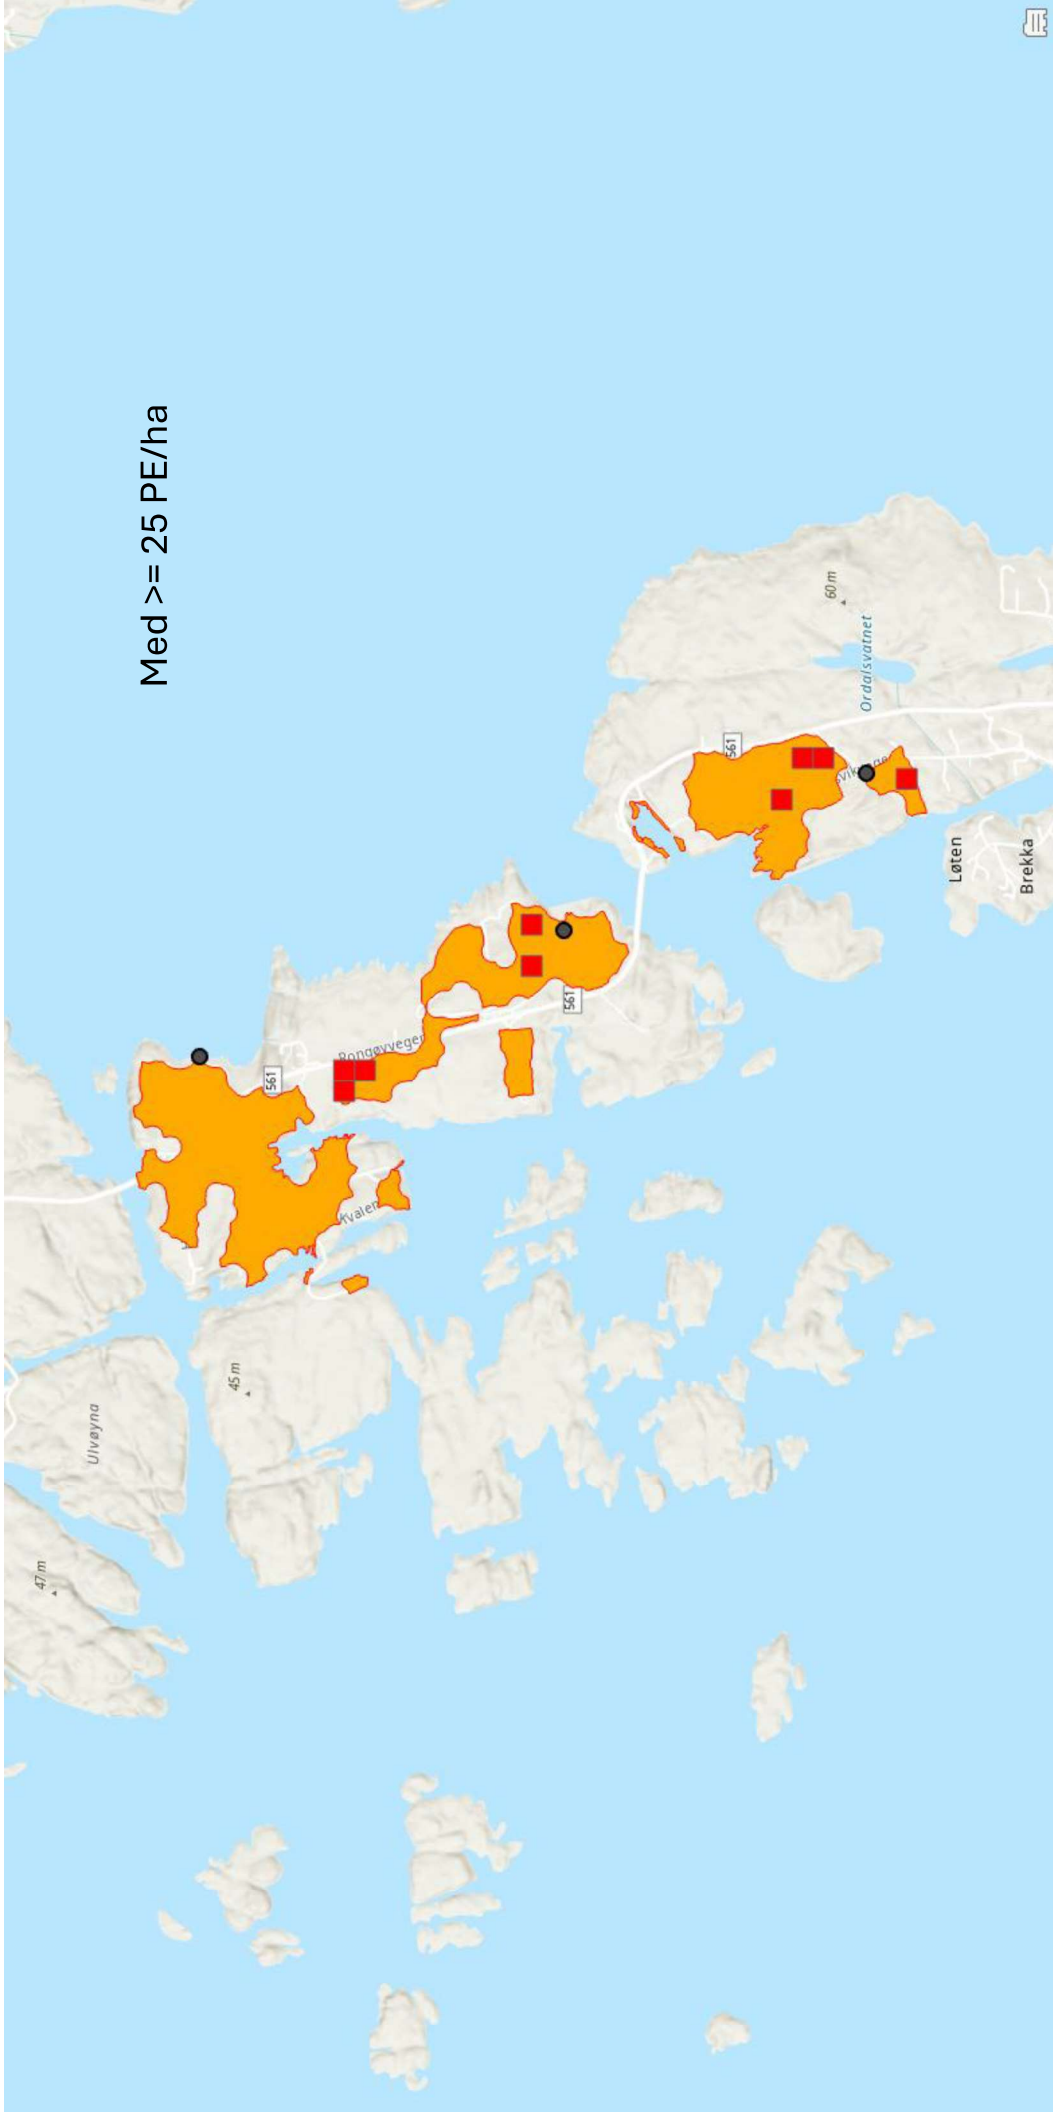 Med >= 25 PE/ha
47 m
Ulvøyna
45 m
561
Rongøyvegen
561
561
60 m
Ordalsvatnet
Løten
Brekka